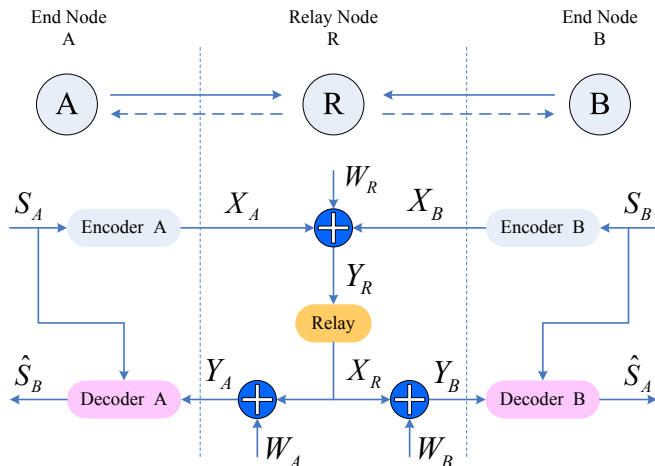 End Node
A
Relay Node
R
End Node
B
A
R
B
W_R
S_A
X_A
X_B
S_B
Encoder A
Encoder B
Y_R
Relay
Ŝ_B
Y_A
X_R
Y_B
Ŝ_A
Decoder A
Decoder B
W_A
W_B